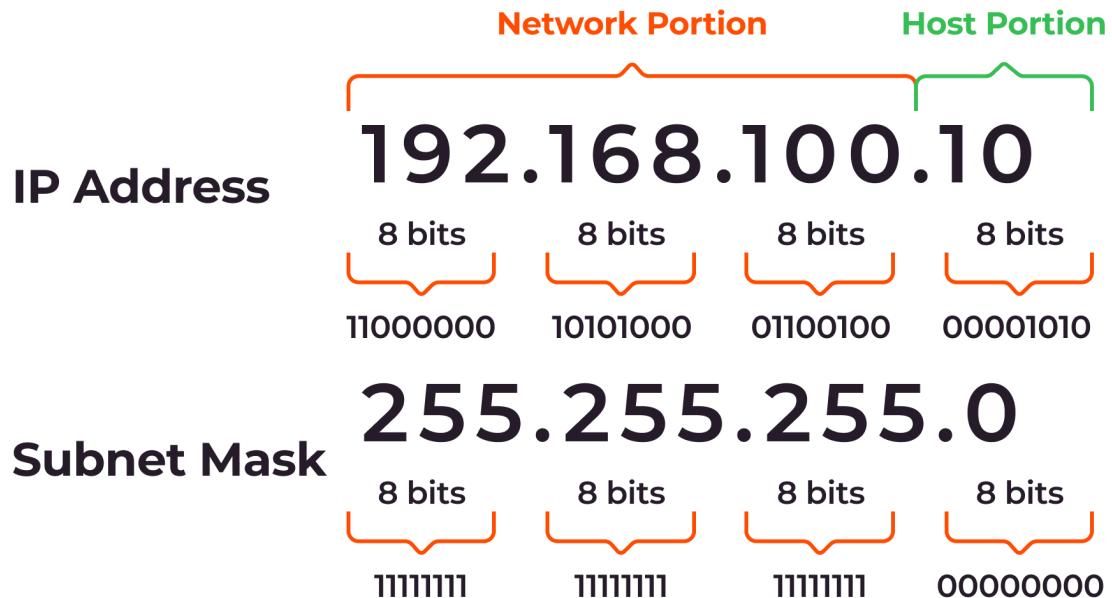 Network Portion Host Portion
IP Address 192.168.100.10
8 bits 8 bits 8 bits 8 bits
11000000 10101000 01100100 00001010
Subnet Mask 255.255.255.0
8 bits 8 bits 8 bits 8 bits
11111111 11111111 11111111 00000000